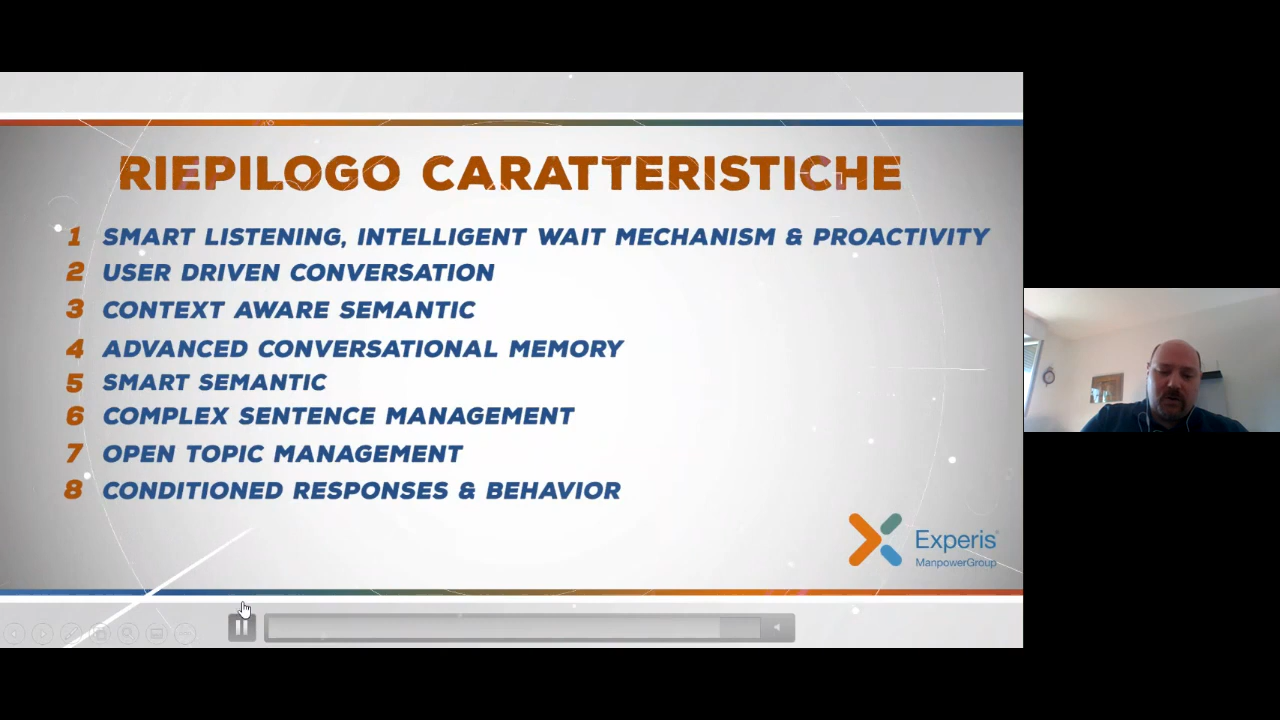 RIEPILOGO CARATTERISTICHE
1 SMART LISTENING, INTELLIGENT WAIT MECHANISM & PROACTIVITY
2 USER DRIVEN CONVERSATION
3 CONTEXT AWARE SEMANTIC
4 ADVANCED CONVERSATIONAL MEMORY
5 SMART SEMANTIC
6 COMPLEX SENTENCE MANAGEMENT
7 OPEN TOPIC MANAGEMENT
8 CONDITIONED RESPONSES & BEHAVIOR
Experis
ManpowerGroup